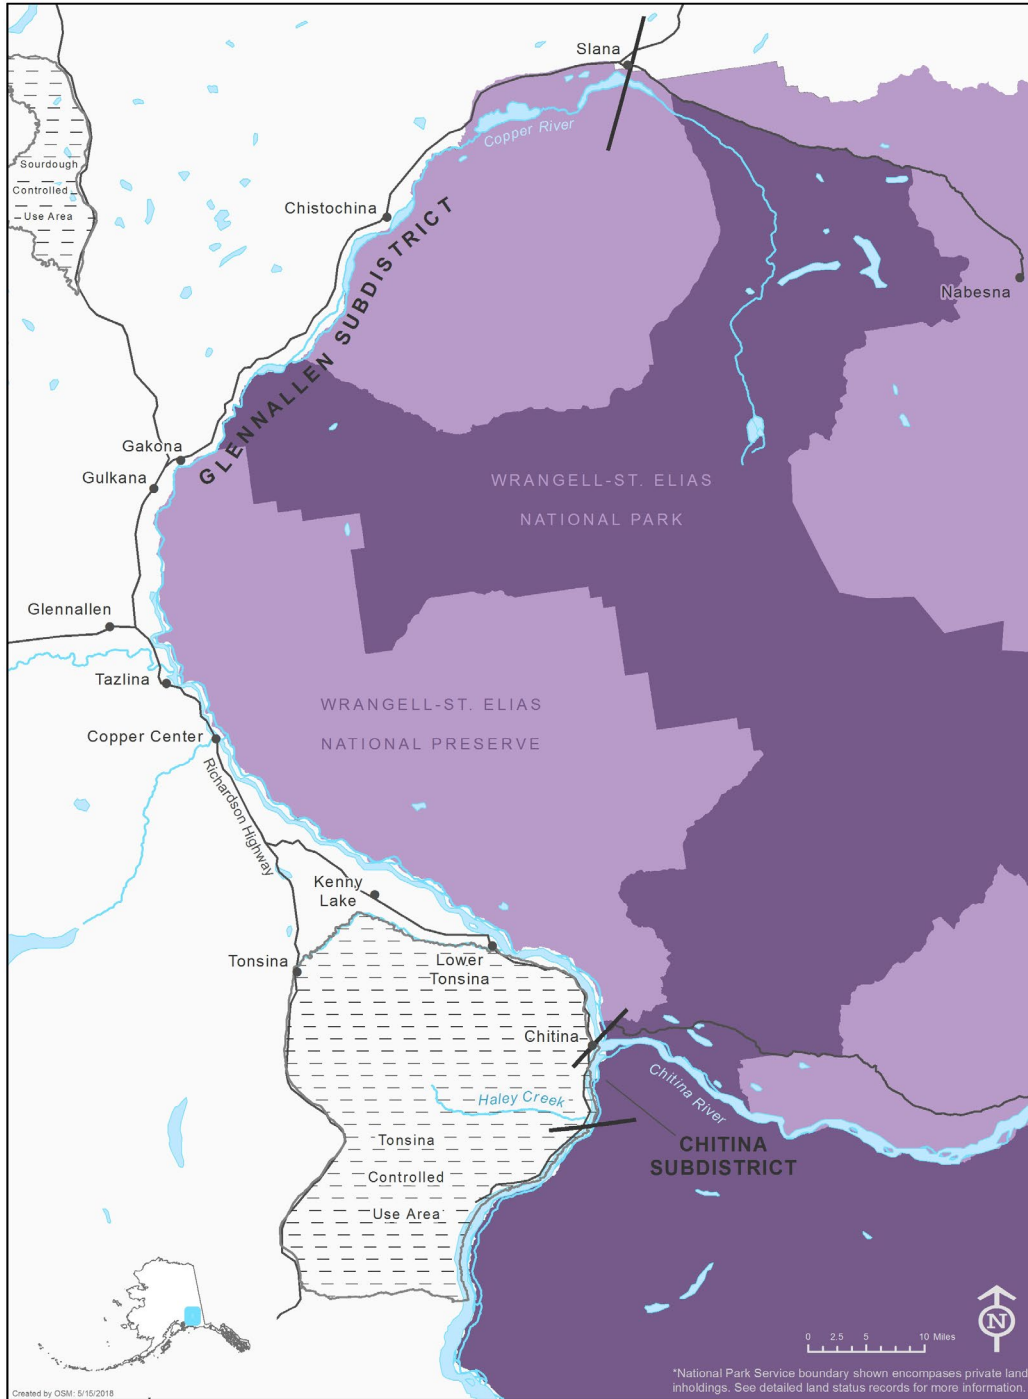 Slana
Copper River
Sourdough
Controlled
Use Area
Chistochina
GLENNALLEN SUBDISTRICT
Nabesna
Gakona
Gulkana
WRANGELL-ST. ELIAS
NATIONAL PARK
Glennallen
Tazlina
WRANGELL-ST. ELIAS
NATIONAL PRESERVE
Copper Center
Richardson Highway
Kenny
Lake
Tonsina
Lower
Tonsina
Chitina
Chitina River
Haley Creek
CHITINA
SUBDISTRICT
Tonsina
Controlled
Use Area
N
0 2.5 5 10 Miles
*National Park Service boundary shown encompasses private land
inholdings. See detailed land status records for more information.
Created by OSM: 5/15/2018